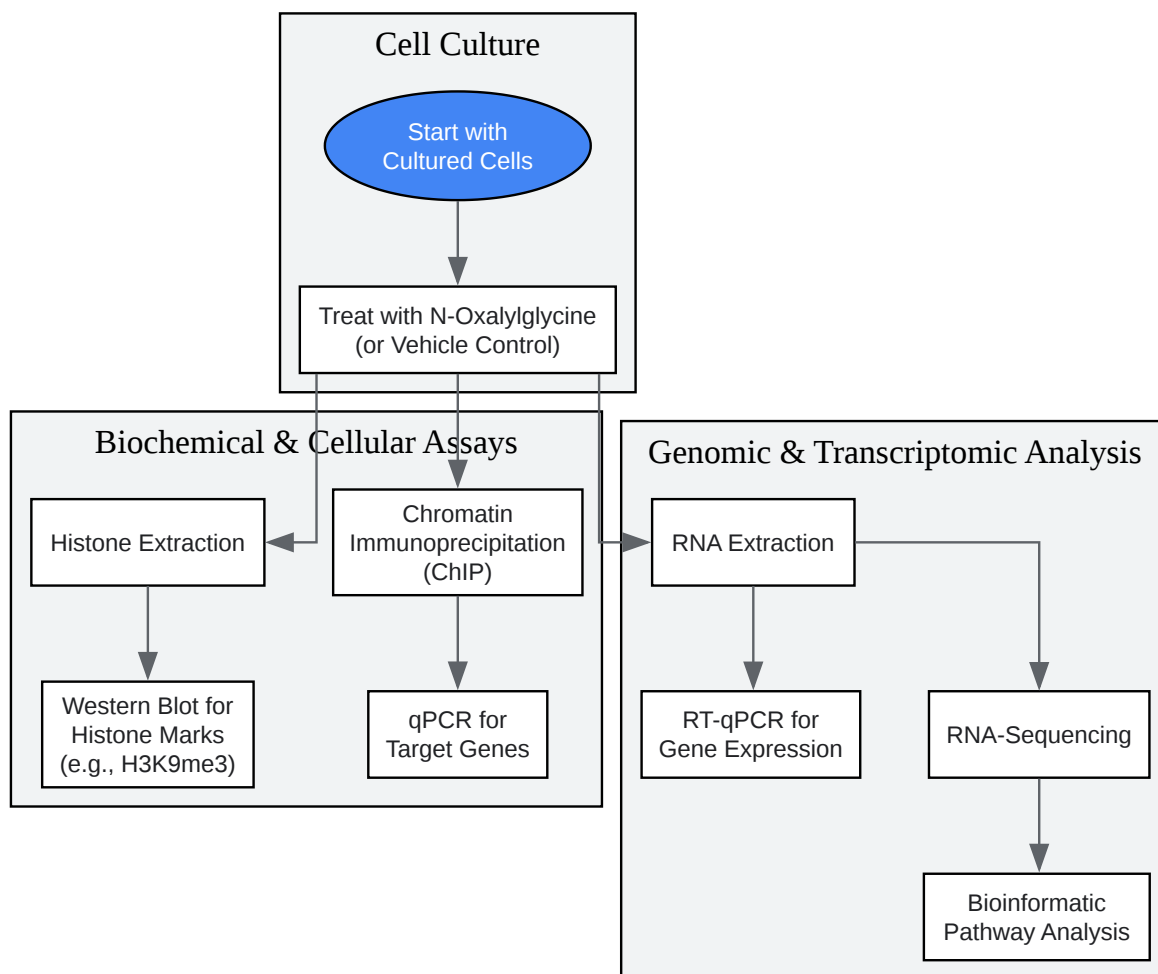 Cell Culture
Start with
Cultured Cells
Treat with N-Oxalylglycine
(or Vehicle Control)
Biochemical & Cellular Assays
Histone Extraction
Chromatin
Immunoprecipitation
(ChIP)
Western Blot for
Histone Marks
(e.g., H3K9me3)
qPCR for
Target Genes
Genomic & Transcriptomic Analysis
RNA Extraction
RT-qPCR for
Gene Expression
RNA-Sequencing
Bioinformatic
Pathway Analysis